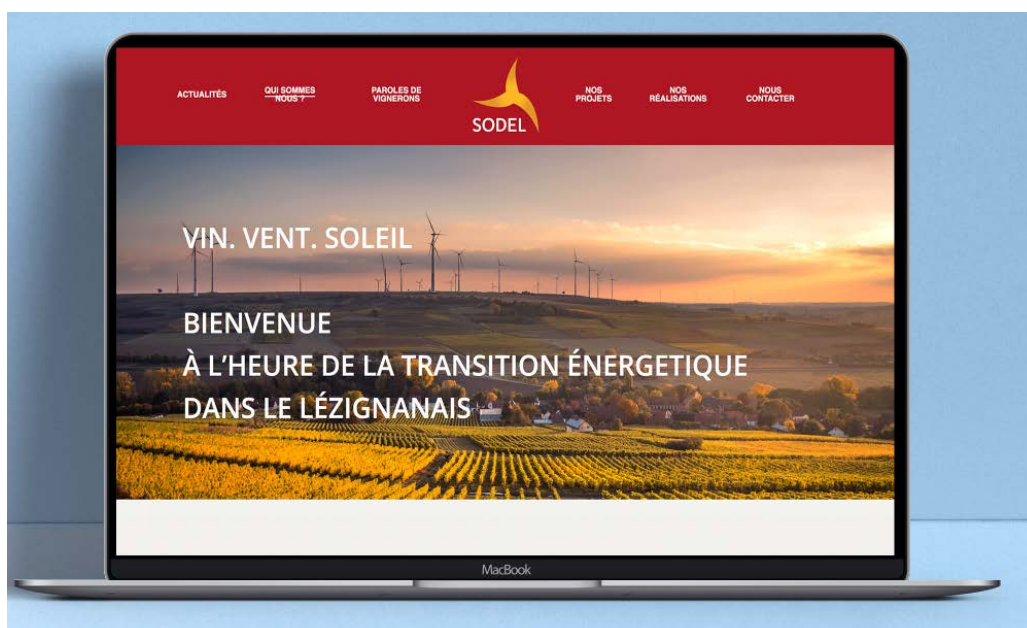 ACTUALITÉS
QUI SOMMES
NOUS ?
PAROLES DE
VIGNERONS
SODEL
NOS
PROJETS
NOS
RÉALISATIONS
NOUS
CONTACTER
VIN. VENT. SOLEIL
BIENVENUE
À L'HEURE DE LA TRANSITION ÉNERGETIQUE
DANS LE LÉZIGNANAIS
MacBook